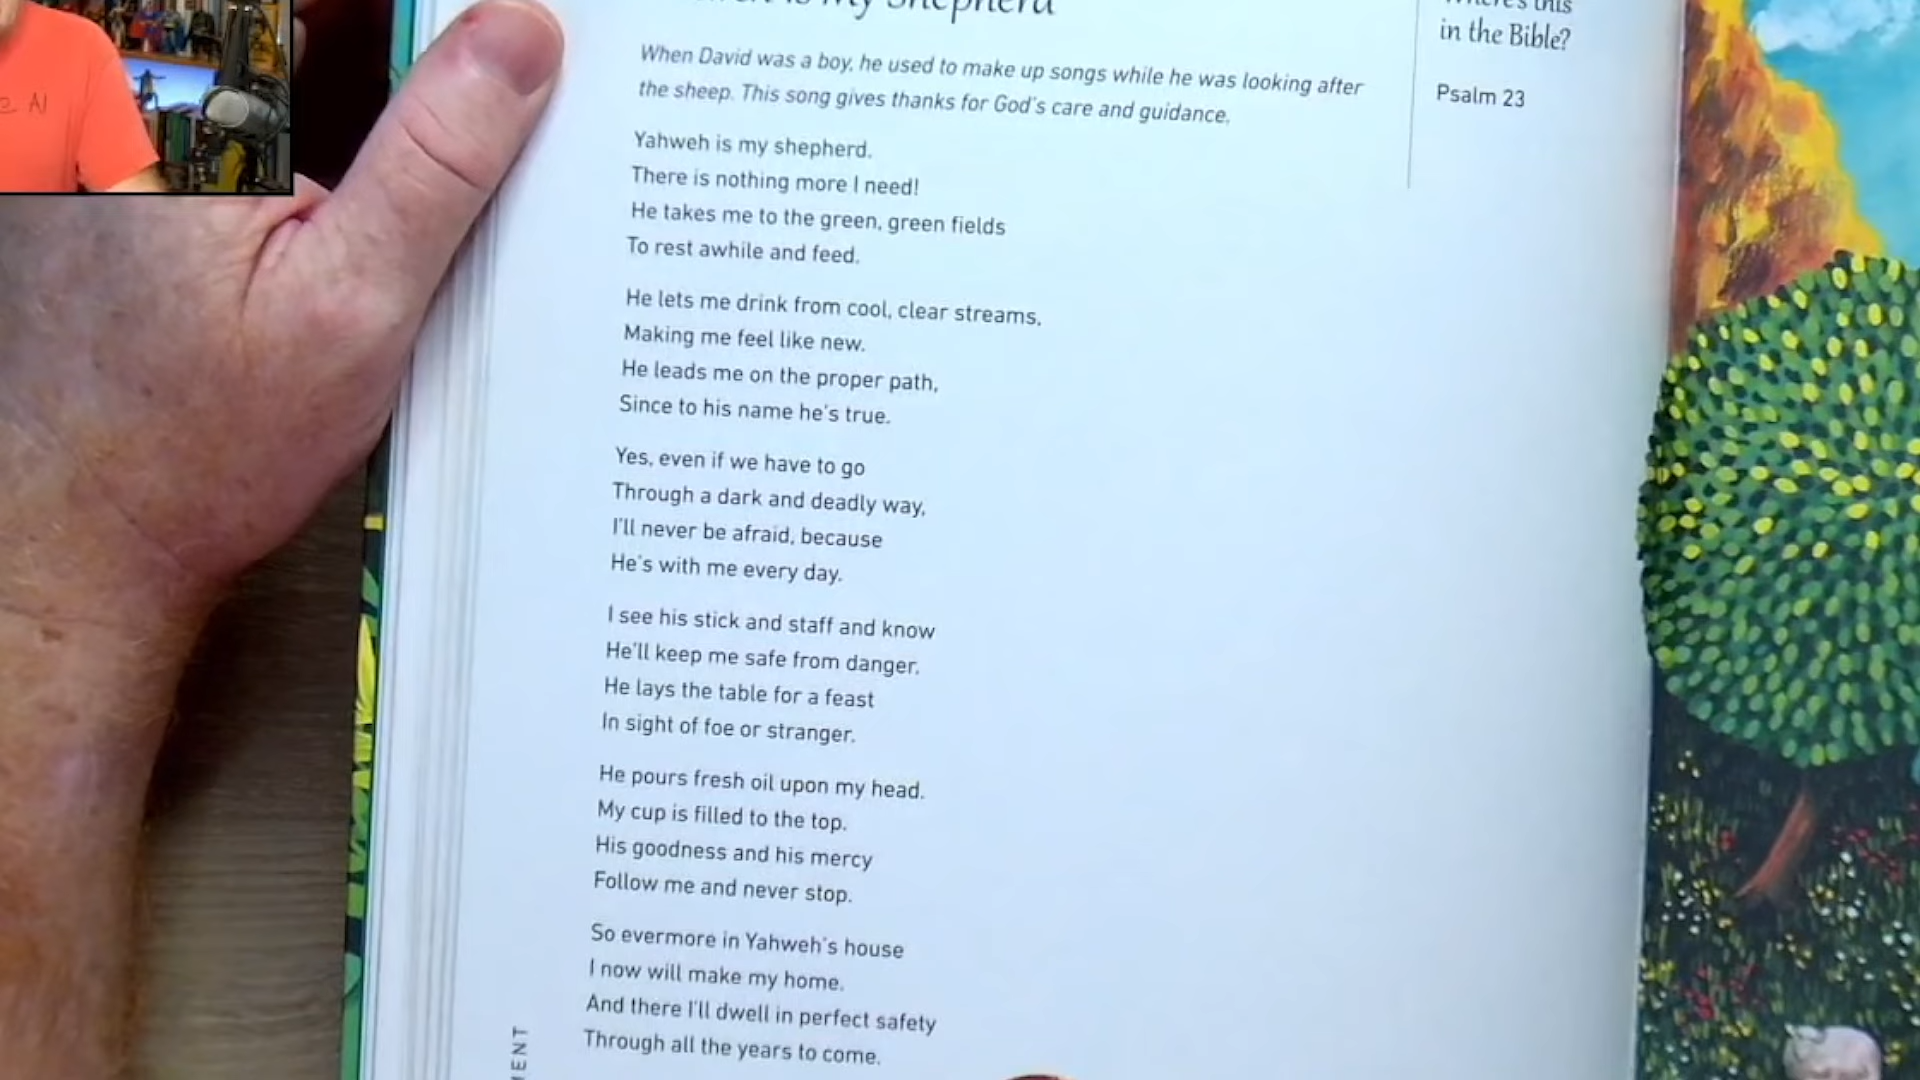 is my Shepherd
When David was a boy, he used to make up songs while he was looking after
the sheep. This song gives thanks for God's care and guidance.
Yahweh is my shepherd.
There is nothing more I need!
He takes me to the green, green fields
To rest awhile and feed.
He lets me drink from cool, clear streams,
Making me feel like new.
He leads me on the proper path,
Since to his name he's true.
Yes, even if we have to go
Through a dark and deadly way,
I'll never be afraid, because
He's with me every day.
I see his stick and staff and know
He'll keep me safe from danger.
He lays the table for a feast
In sight of foe or stranger.
He pours fresh oil upon my head.
My cup is filled to the top.
His goodness and his mercy
Follow me and never stop.
So evermore in Yahweh's house
I now will make my home.
And there I'll dwell in perfect safety
Through all the years to come.
Where's this
in the Bible?
Psalm 23